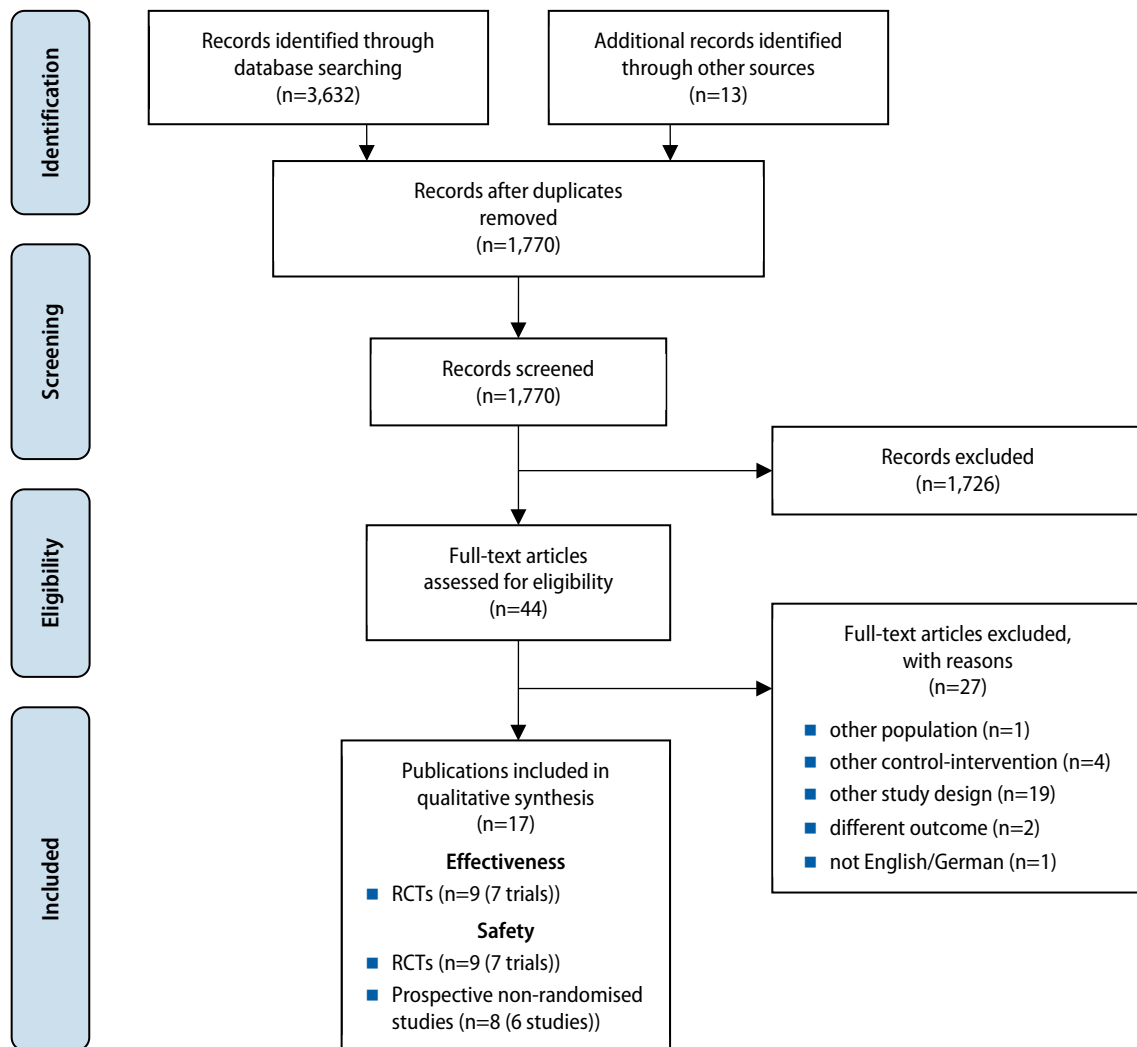 Identification
Records identified through
database searching
(n=3,632)
Additional records identified
through other sources
(n=13)
Records after duplicates
removed
(n=1,770)
Screening
Records screened
(n=1,770)
Records excluded
(n=1,726)
Eligibility
Full-text articles
assessed for eligibility
(n=44)
Full-text articles excluded,
with reasons
(n=27)
other population (n=1)
other control-intervention (n=4)
other study design (n=19)
different outcome (n=2)
not English/German (n=1)
Included
Publications included in
qualitative synthesis
(n=17)
Effectiveness
RCTs (n=9 (7 trials))
Safety
RCTs (n=9 (7 trials))
Prospective non-randomised
studies (n=8 (6 studies))